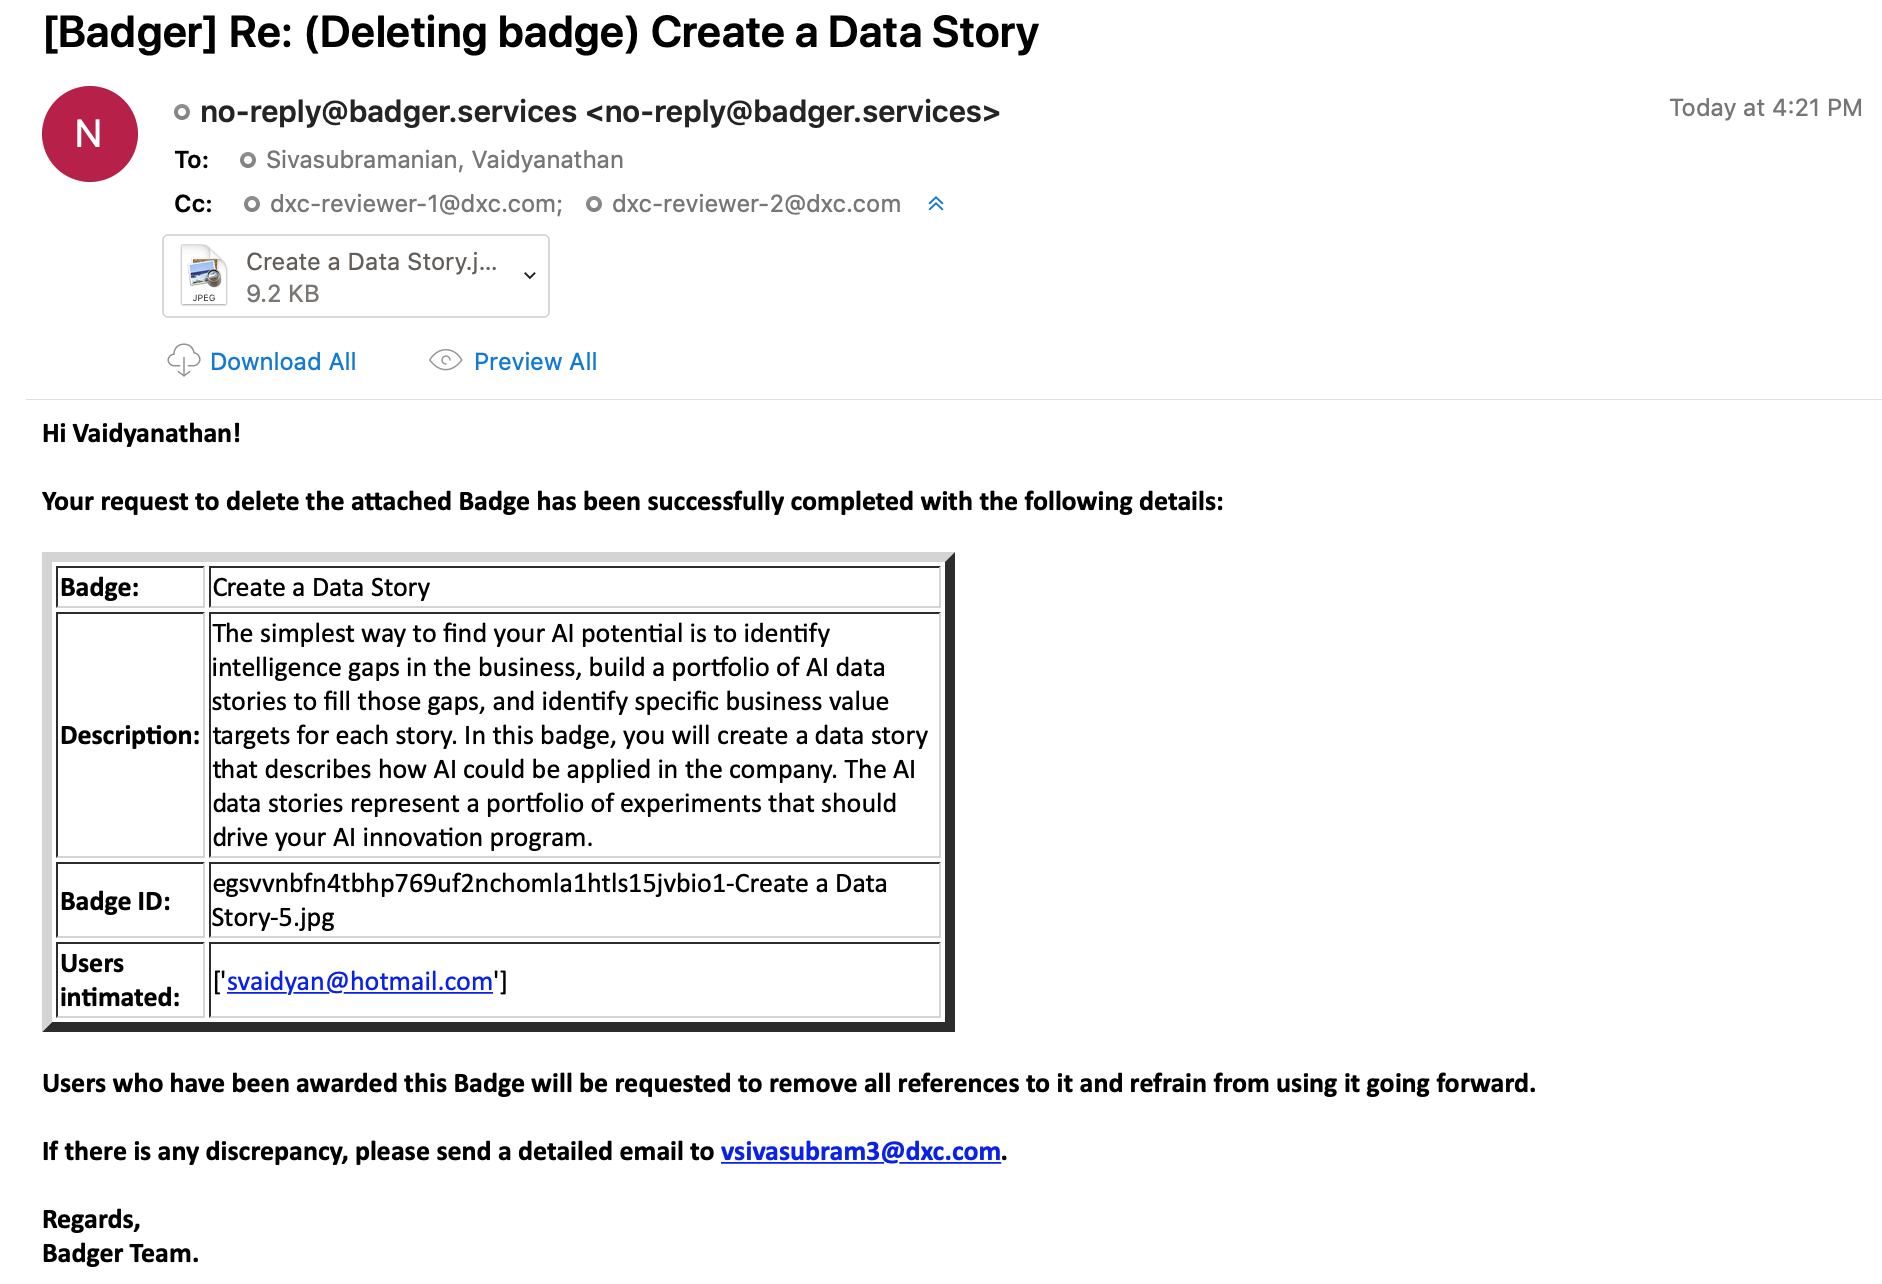 [Badger] Re: (Deleting badge) Create a Data Story
N
no-reply@badger.services <no-reply@badger.services>
Today at 4:21 PM
To: Sivasubramanian, Vaidyanathan
Cc: dxc-reviewer-1@dxc.com; dxc-reviewer-2@dxc.com
JPEG
Create a Data Story.j...
9.2 KB
Download All
Preview All
Hi Vaidyanathan!
Your request to delete the attached Badge has been successfully completed with the following details:
Badge: Create a Data Story
Description:
The simplest way to find your AI potential is to identify
intelligence gaps in the business, build a portfolio of AI data
stories to fill those gaps, and identify specific business value
targets for each story. In this badge, you will create a data story
that describes how AI could be applied in the company. The AI
data stories represent a portfolio of experiments that should
drive your AI innovation program.
Badge ID:
egsvvnbfn4tbhp769uf2nchomla1htls15jvbio1-Create a Data
Story-5.jpg
Users
intimated:
['svaidyan@hotmail.com']
Users who have been awarded this Badge will be requested to remove all references to it and refrain from using it going forward.
If there is any discrepancy, please send a detailed email to vsivasubram3@dxc.com.
Regards,
Badger Team.